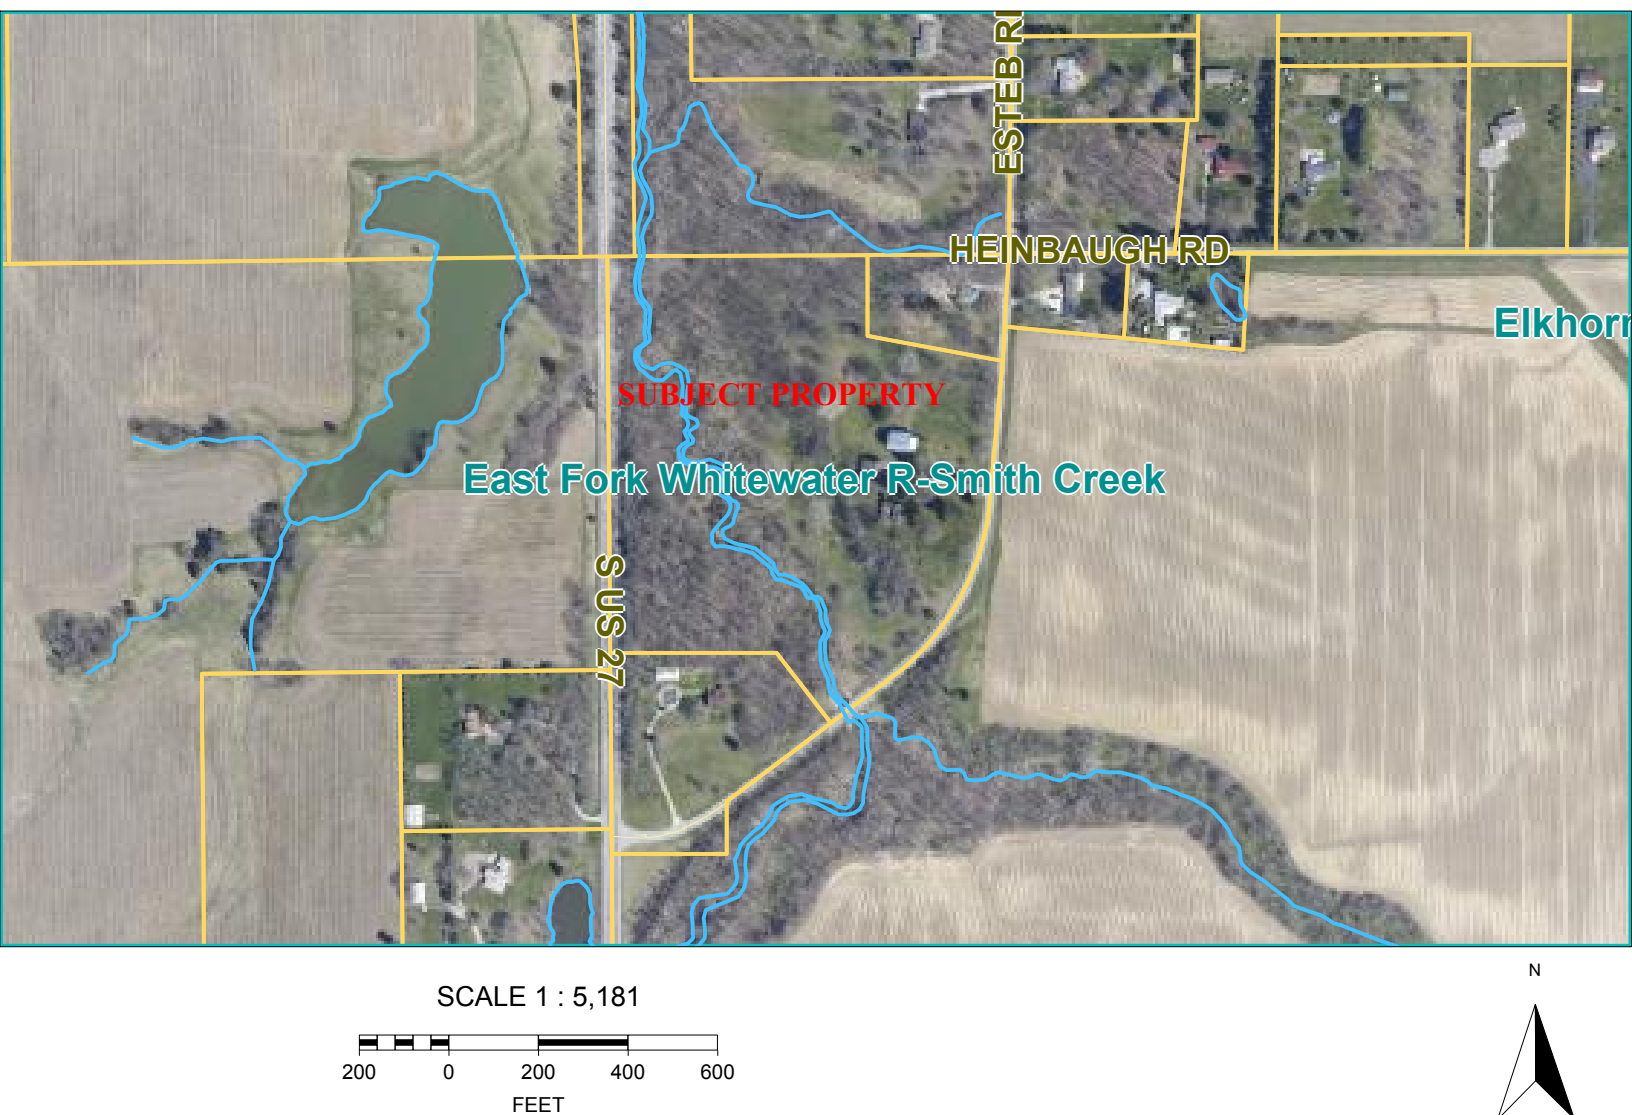 ESTEB R
HEINBAUGH RD
Elkhorn
SUBJECT PROPERTY
East Fork Whitewater R-Smith Creek
S US 27
SCALE 1 : 5,181
200 0 200 400 600
FEET
N